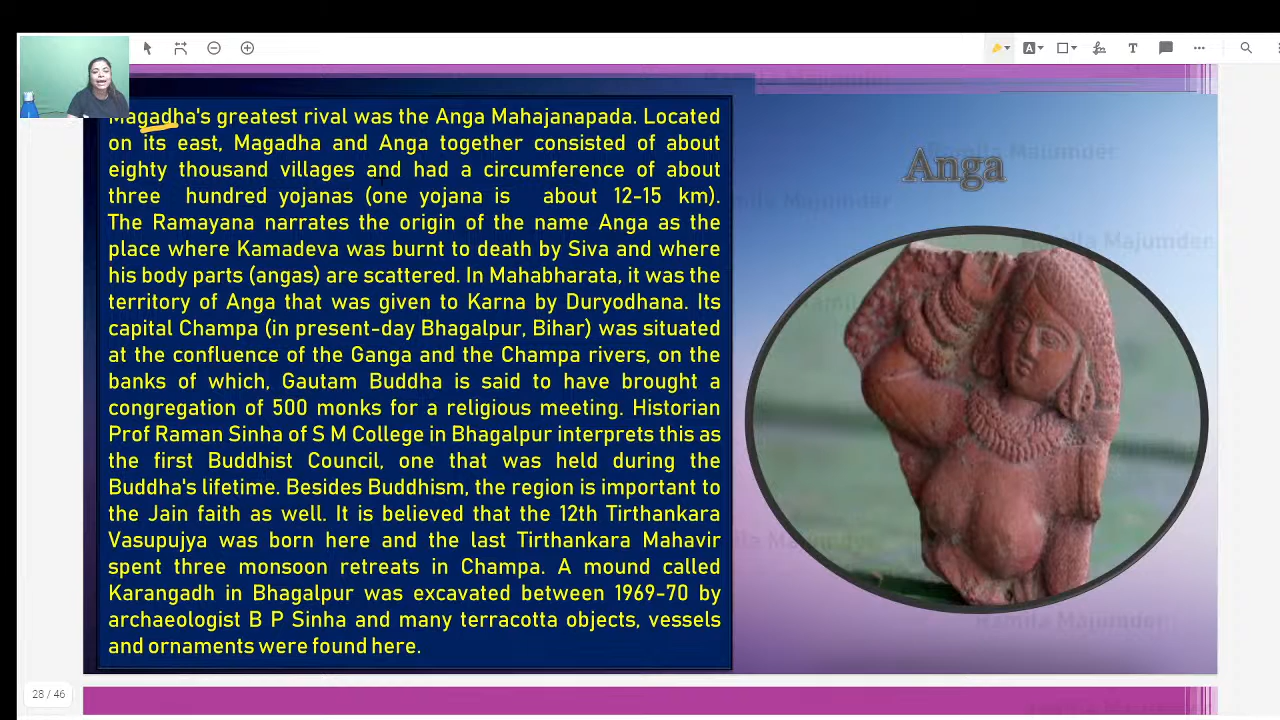 Magadha's greatest rival was the Anga Mahajanapada. Located
on its east, Magadha and Anga together consisted of about
eighty thousand villages and had a circumference of about
three hundred yojanas (one yojana is about 12-15 km).
The Ramayana narrates the origin of the name Anga as the
place where Kamadeva was burnt to death by Siva and where
his body parts (angas) are scattered. In Mahabharata, it was the
territory of Anga that was given to Karna by Duryodhana. Its
capital Champa (in present-day Bhagalpur, Bihar) was situated
at the confluence of the Ganga and the Champa rivers, on the
banks of which, Gautam Buddha is said to have brought a
congregation of 500 monks for a religious meeting. Historian
Prof Raman Sinha of S M College in Bhagalpur interprets this as
the first Buddhist Council, one that was held during the
Buddha's lifetime. Besides Buddhism, the region is important to
the Jain faith as well. It is believed that the 12th Tirthankara
Vasupujya was born here and the last Tirthankara Mahavir
spent three monsoon retreats in Champa. A mound called
Karangadh in Bhagalpur was excavated between 1969-70 by
archaeologist B P Sinha and many terracotta objects, vessels
and ornaments were found here.
Anga
Ramila Majumder
28 / 46